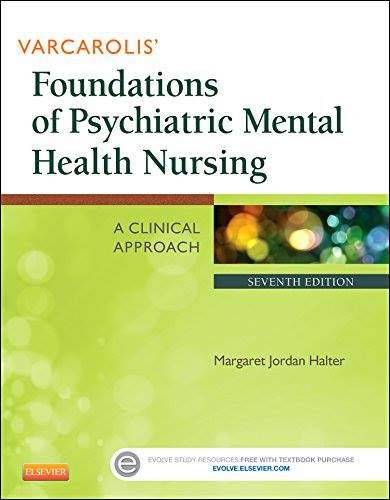 VARCAROLIS'
Foundations
of Psychiatric Mental
Health Nursing
A CLINICAL
APPROACH
SEVENTH EDITION
Margaret Jordan Halter
ELSEVIER
e
EVOLVE STUDY RESOURCES FREE WITH TEXTBOOK PURCHASE
EVOLVE.ELSEVIER.COM